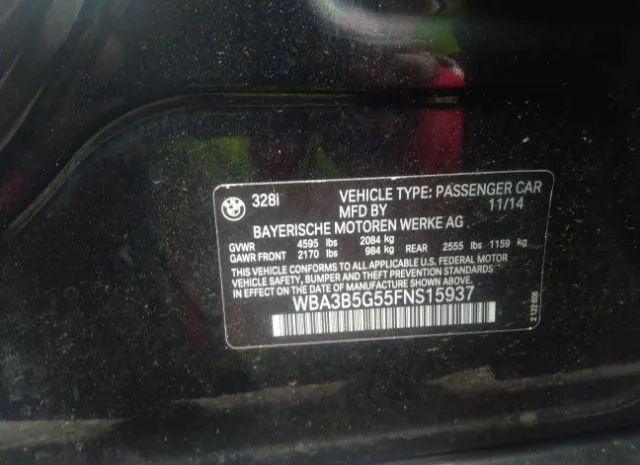 BMW 328i VEHICLE TYPE: PASSENGER CAR
MFD BY 11/14
BAYERISCHE MOTOREN WERKE AG
GVWR 4595 lbs 2084 kg
GAWR FRONT 2170 lbs 984 kg REAR 2555 lbs 1159 kg
THIS VEHICLE CONFORMS TO ALL APPLICABLE U.S. FEDERAL MOTOR
VEHICLE SAFETY, BUMPER AND THEFT PREVENTION STANDARDS
IN EFFECT ON THE DATE OF MANUFACTURE SHOWN ABOVE.
WBA3B5G55FNS15937